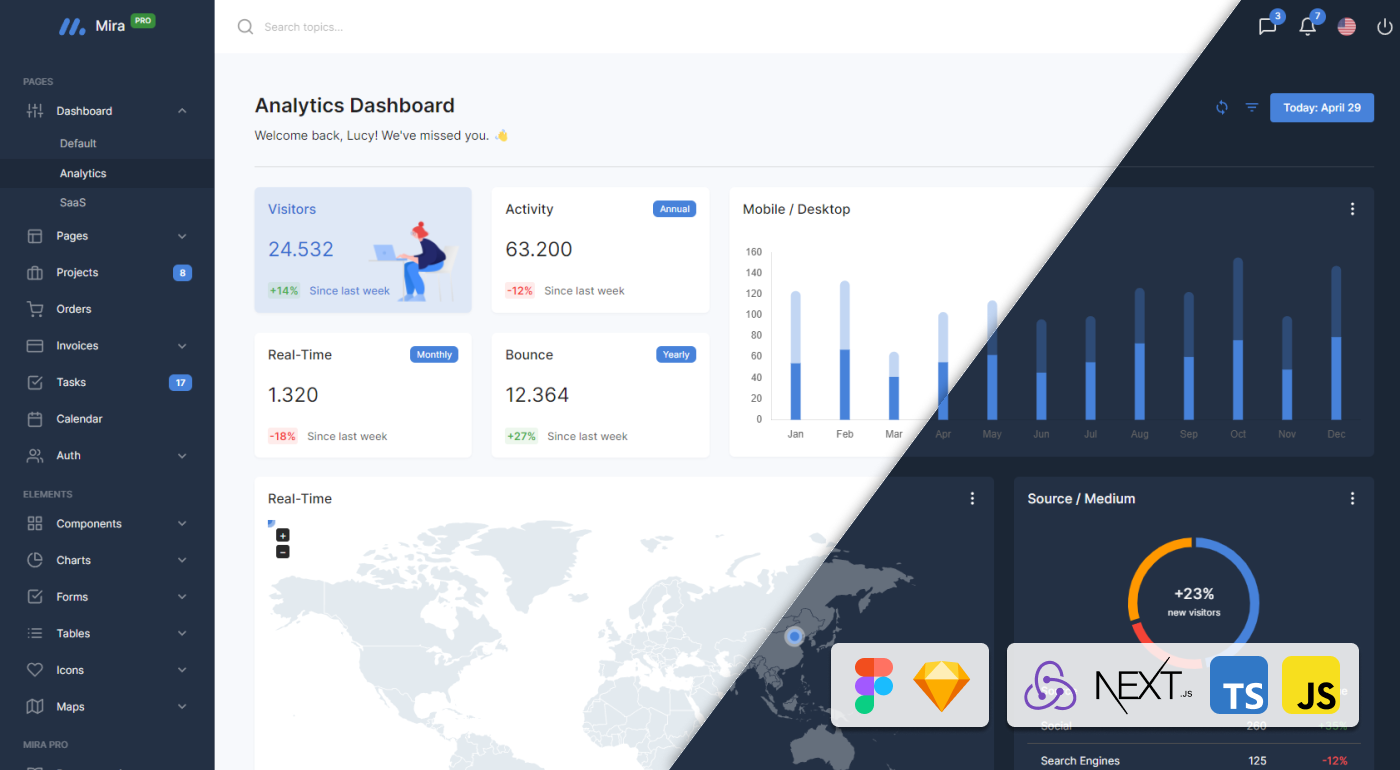 Mira PRO
Search topics...
3
7
PAGES
Dashboard
Default
Analytics
SaaS
Pages
Projects 8
Orders
Invoices
Tasks 17
Calendar
Auth
ELEMENTS
Components
Charts
Forms
Tables
Icons
Maps
MIRA PRO
Analytics Dashboard
Welcome back, Lucy! We've missed you. 👋
Today: April 29
Visitors
24.532
+14% Since last week
Activity Annual
63.200
-12% Since last week
Real-Time Monthly
1.320
-18% Since last week
Bounce Yearly
12.364
+27% Since last week
Mobile / Desktop
160
140
120
100
80
60
40
20
0
Jan Feb Mar Apr May Jun Jul Aug Sep Oct Nov Dec
Real-Time
+
−
Source / Medium
+23%
new visitors
NEXT.JS
TS
JS
Social 260 +35%
Search Engines 125 -12%